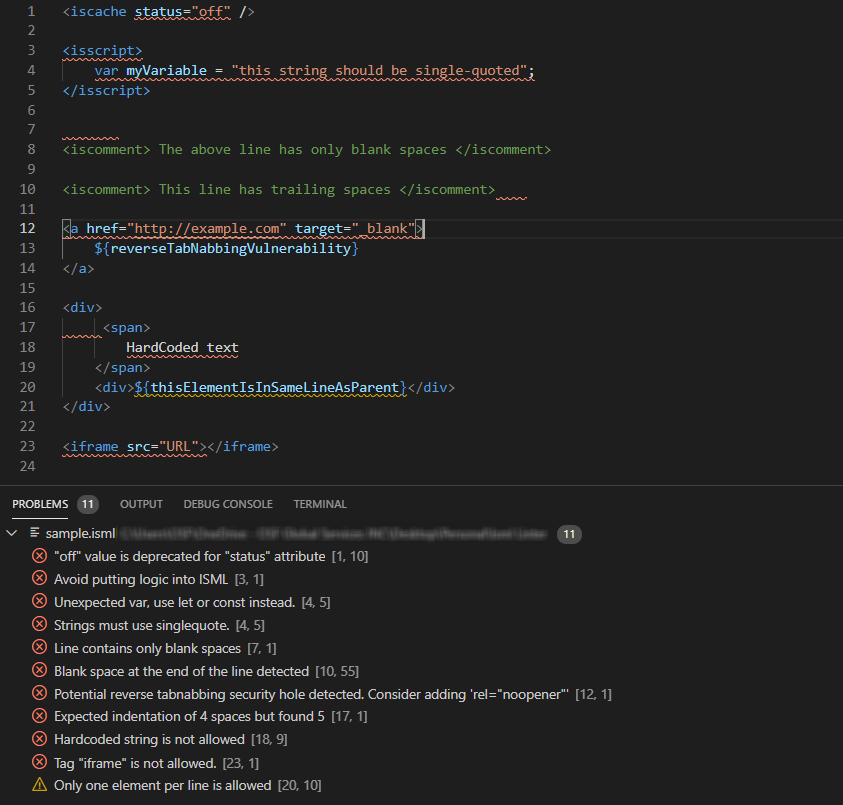 1 <iscache status="off" />
2
3 <isscript>
4     var myVariable = "this string should be single-quoted";
5 </isscript>
6
7
8 <iscomment> The above line has only blank spaces </iscomment>
9
10 <iscomment> This line has trailing spaces </iscomment>
11
12 <a href="http://example.com" target="_blank">
13     ${reverseTabNabbingVulnerability}
14 </a>
15
16 <div>
17      <span>
18         HardCoded text
19     </span>
20     <div>${thisElementIsInSameLineAsParent}</div>
21 </div>
22
23 <iframe src="URL"></iframe>
24
PROBLEMS 11 OUTPUT DEBUG CONSOLE TERMINAL
sample.isml 11
"off" value is deprecated for "status" attribute [1, 10]
Avoid putting logic into ISML [3, 1]
Unexpected var, use let or const instead. [4, 5]
Strings must use singlequote. [4, 5]
Line contains only blank spaces [7, 1]
Blank space at the end of the line detected [10, 55]
Potential reverse tabnabbing security hole detected. Consider adding 'rel="noopener"' [12, 1]
Expected indentation of 4 spaces but found 5 [17, 1]
Hardcoded string is not allowed [18, 9]
Tag "iframe" is not allowed. [23, 1]
Only one element per line is allowed [20, 10]